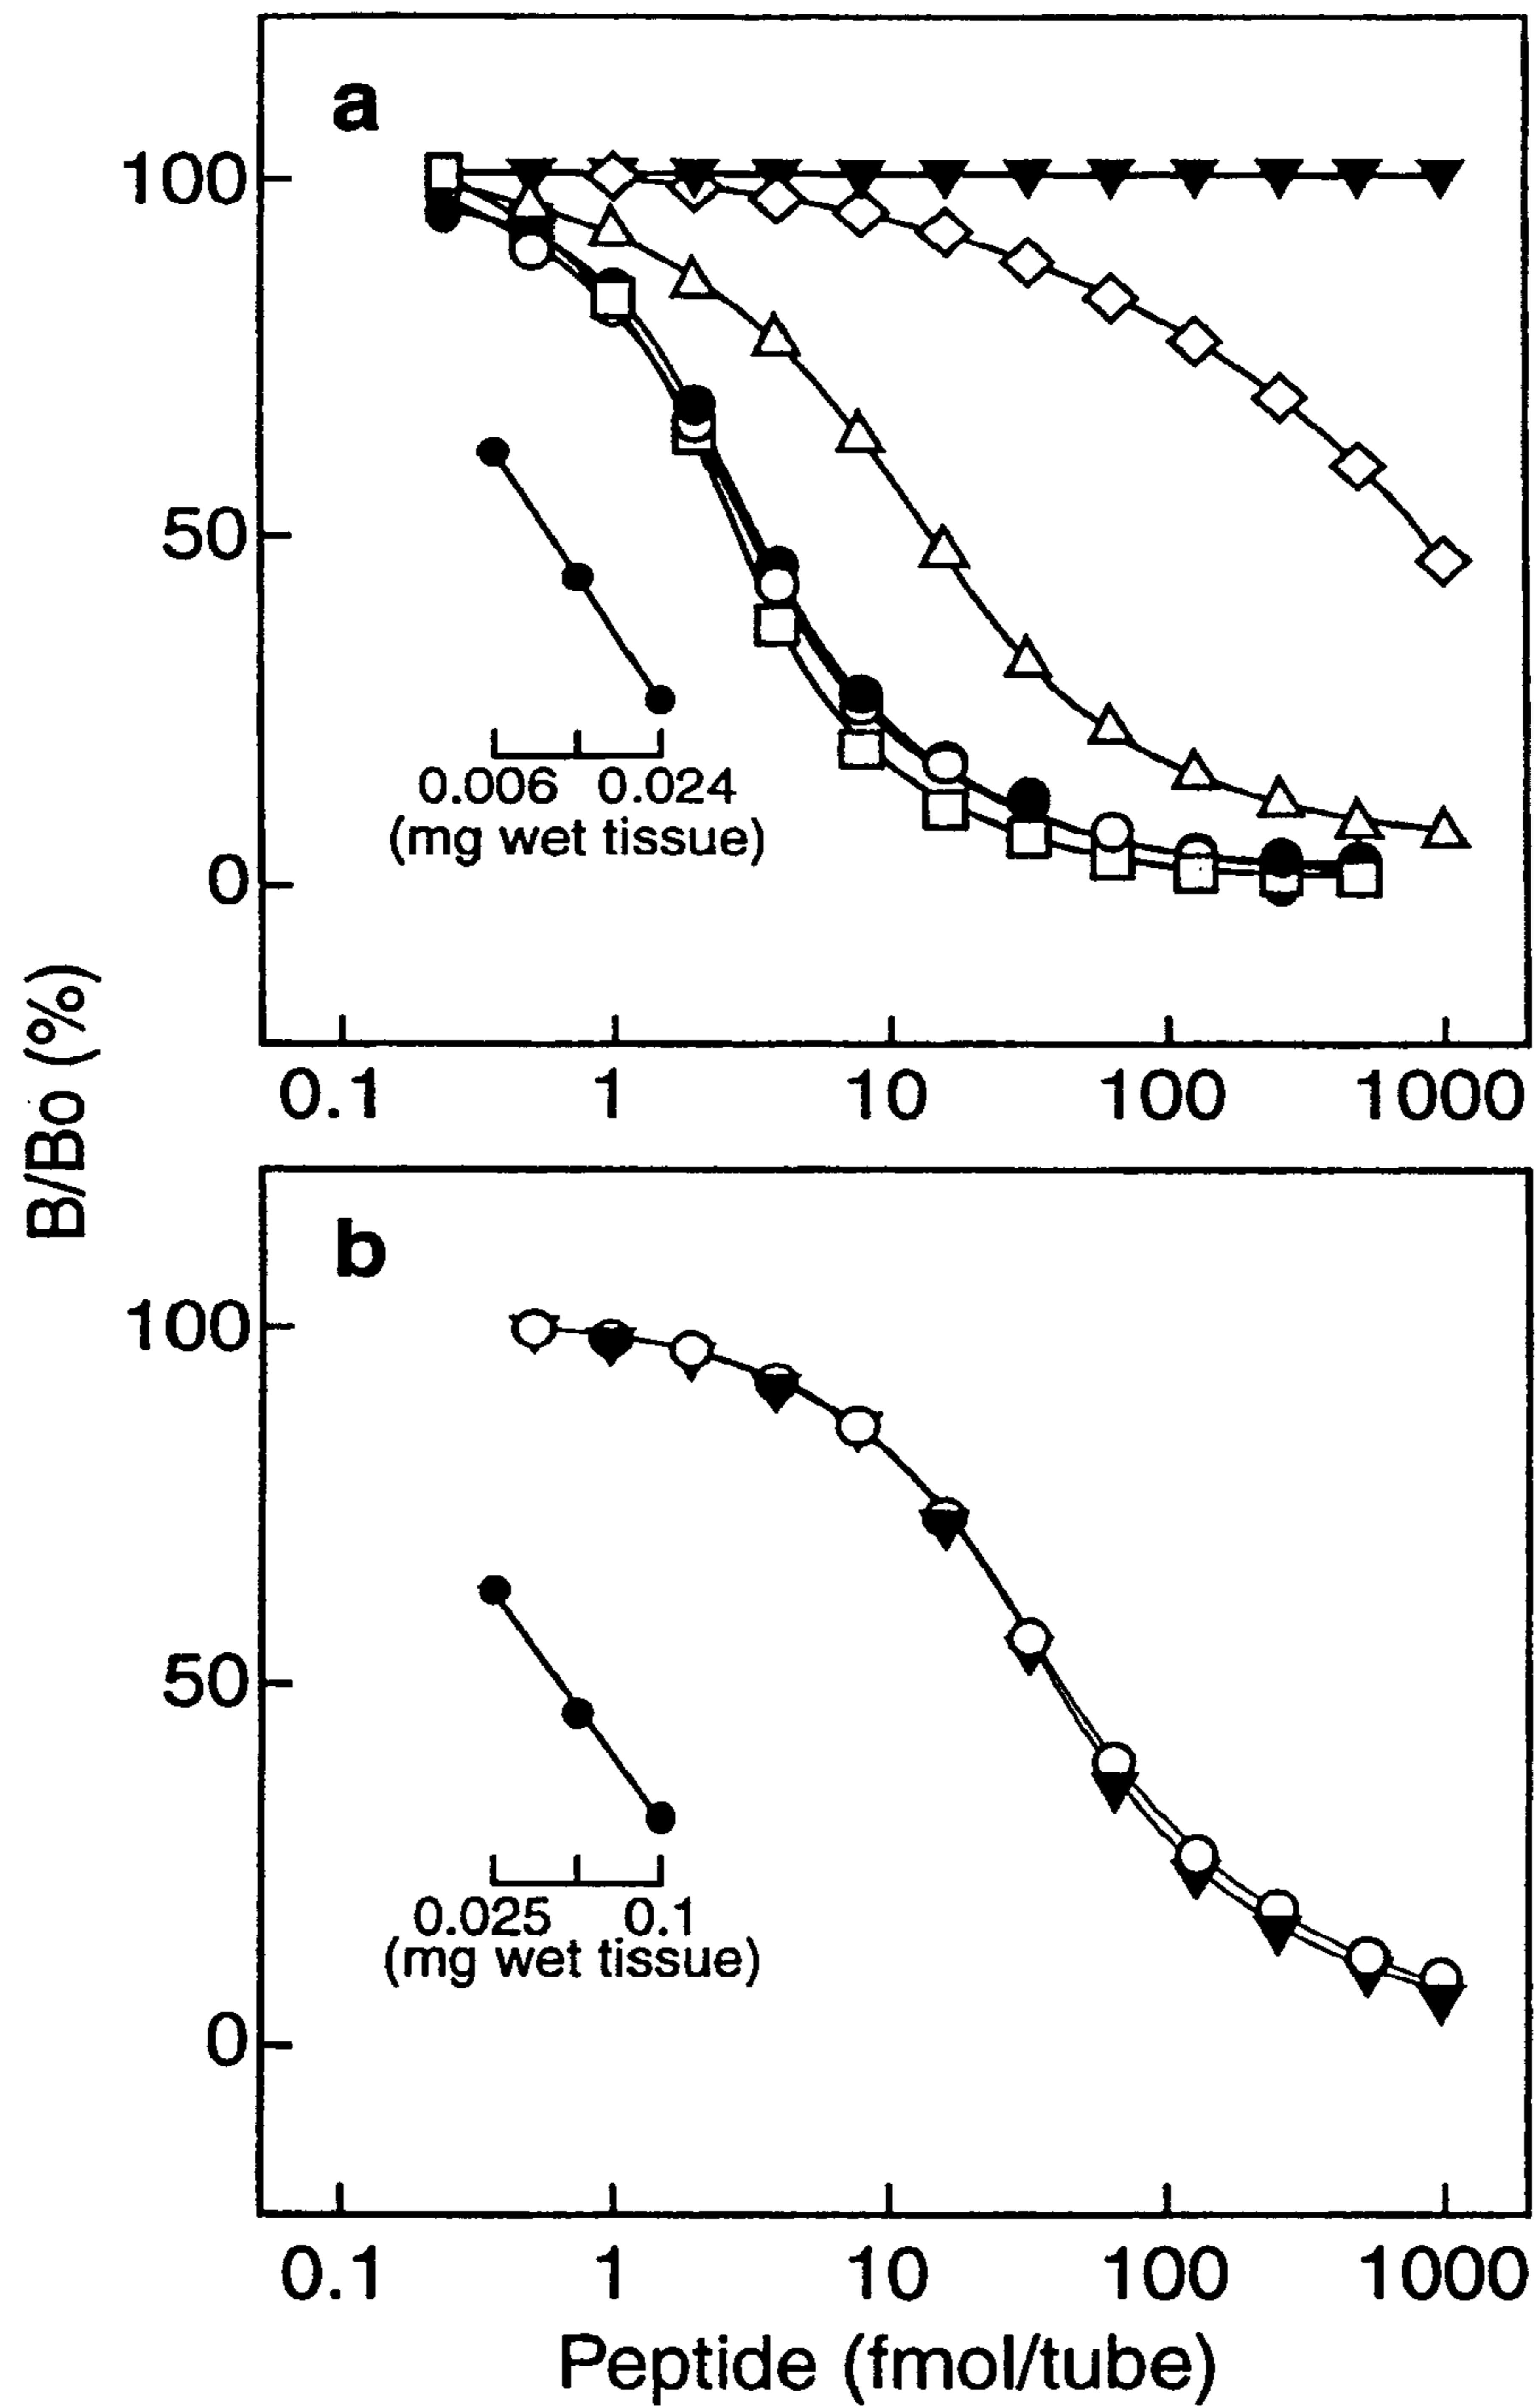 a
100
50
0
0.006 0.024
(mg wet tissue)
0.1 1 10 100 1000
B/Bo (%)
b
100
50
0
0.025 0.1
(mg wet tissue)
0.1 1 10 100 1000
Peptide (fmol/tube)